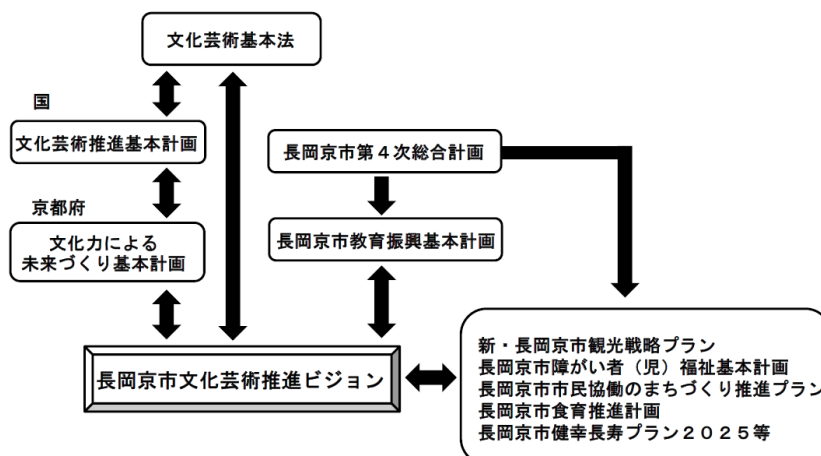 文化芸術基本法
国
文化芸術推進基本計画
長岡京市第４次総合計画
京都府
文化力による
未来づくり基本計画
長岡京市教育振興基本計画
長岡京市文化芸術推進ビジョン
新・長岡京市観光戦略プラン
長岡京市障がい者（児）福祉基本計画
長岡京市市民協働のまちづくり推進プラン
長岡京市食育推進計画
長岡京市健幸長寿プラン２０２５等